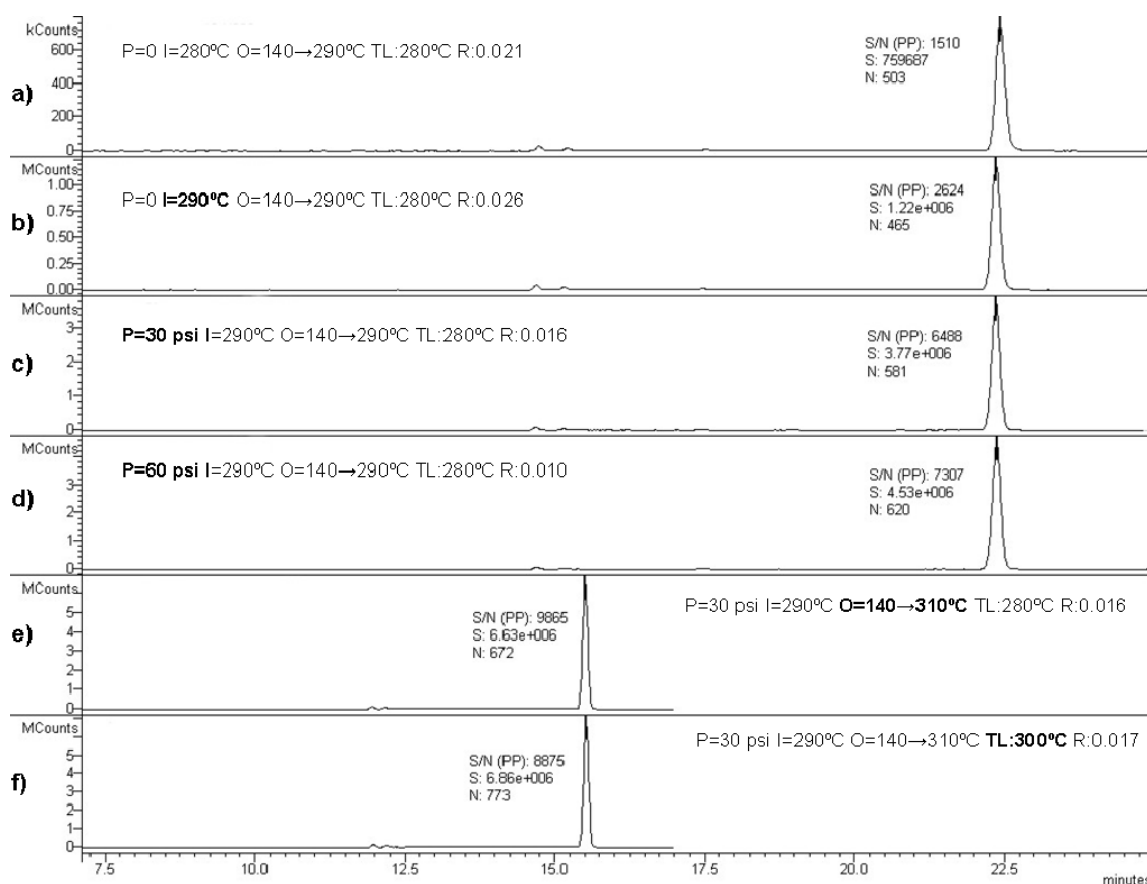 kCounts
600
400
200
0
a)
P=0 I=280ºC O=140→290ºC TL:280ºC R:0.021
S/N (PP): 1510
S: 759687
N: 503
MCounts
1.00
0.75
0.50
0.25
0.00
b)
P=0 I=290ºC O=140→290ºC TL:280ºC R:0.026
S/N (PP): 2624
S: 1.22e+006
N: 465
MCounts
3
2
1
0
c)
P=30 psi I=290ºC O=140→290ºC TL:280ºC R:0.016
S/N (PP): 6488
S: 3.77e+006
N: 581
MCounts
3
2
1
0
d)
P=60 psi I=290ºC O=140→290ºC TL:280ºC R:0.010
S/N (PP): 7307
S: 4.53e+006
N: 620
MCounts
5
4
3
2
1
0
e)
S/N (PP): 9865
S: 6.63e+006
N: 672
P=30 psi I=290ºC O=140→310ºC TL:280ºC R:0.016
MCounts
5
4
3
2
1
0
f)
S/N (PP): 8875
S: 6.86e+006
N: 773
P=30 psi I=290ºC O=140→310ºC TL:300ºC R:0.017
7.5 10.0 12.5 15.0 17.5 20.0 22.5
minutes